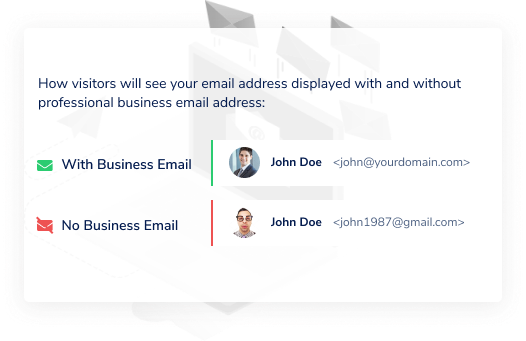 How visitors will see your email address displayed with and without
professional business email address:
With Business Email
John Doe <john@yourdomain.com>
No Business Email
John Doe <john1987@gmail.com>